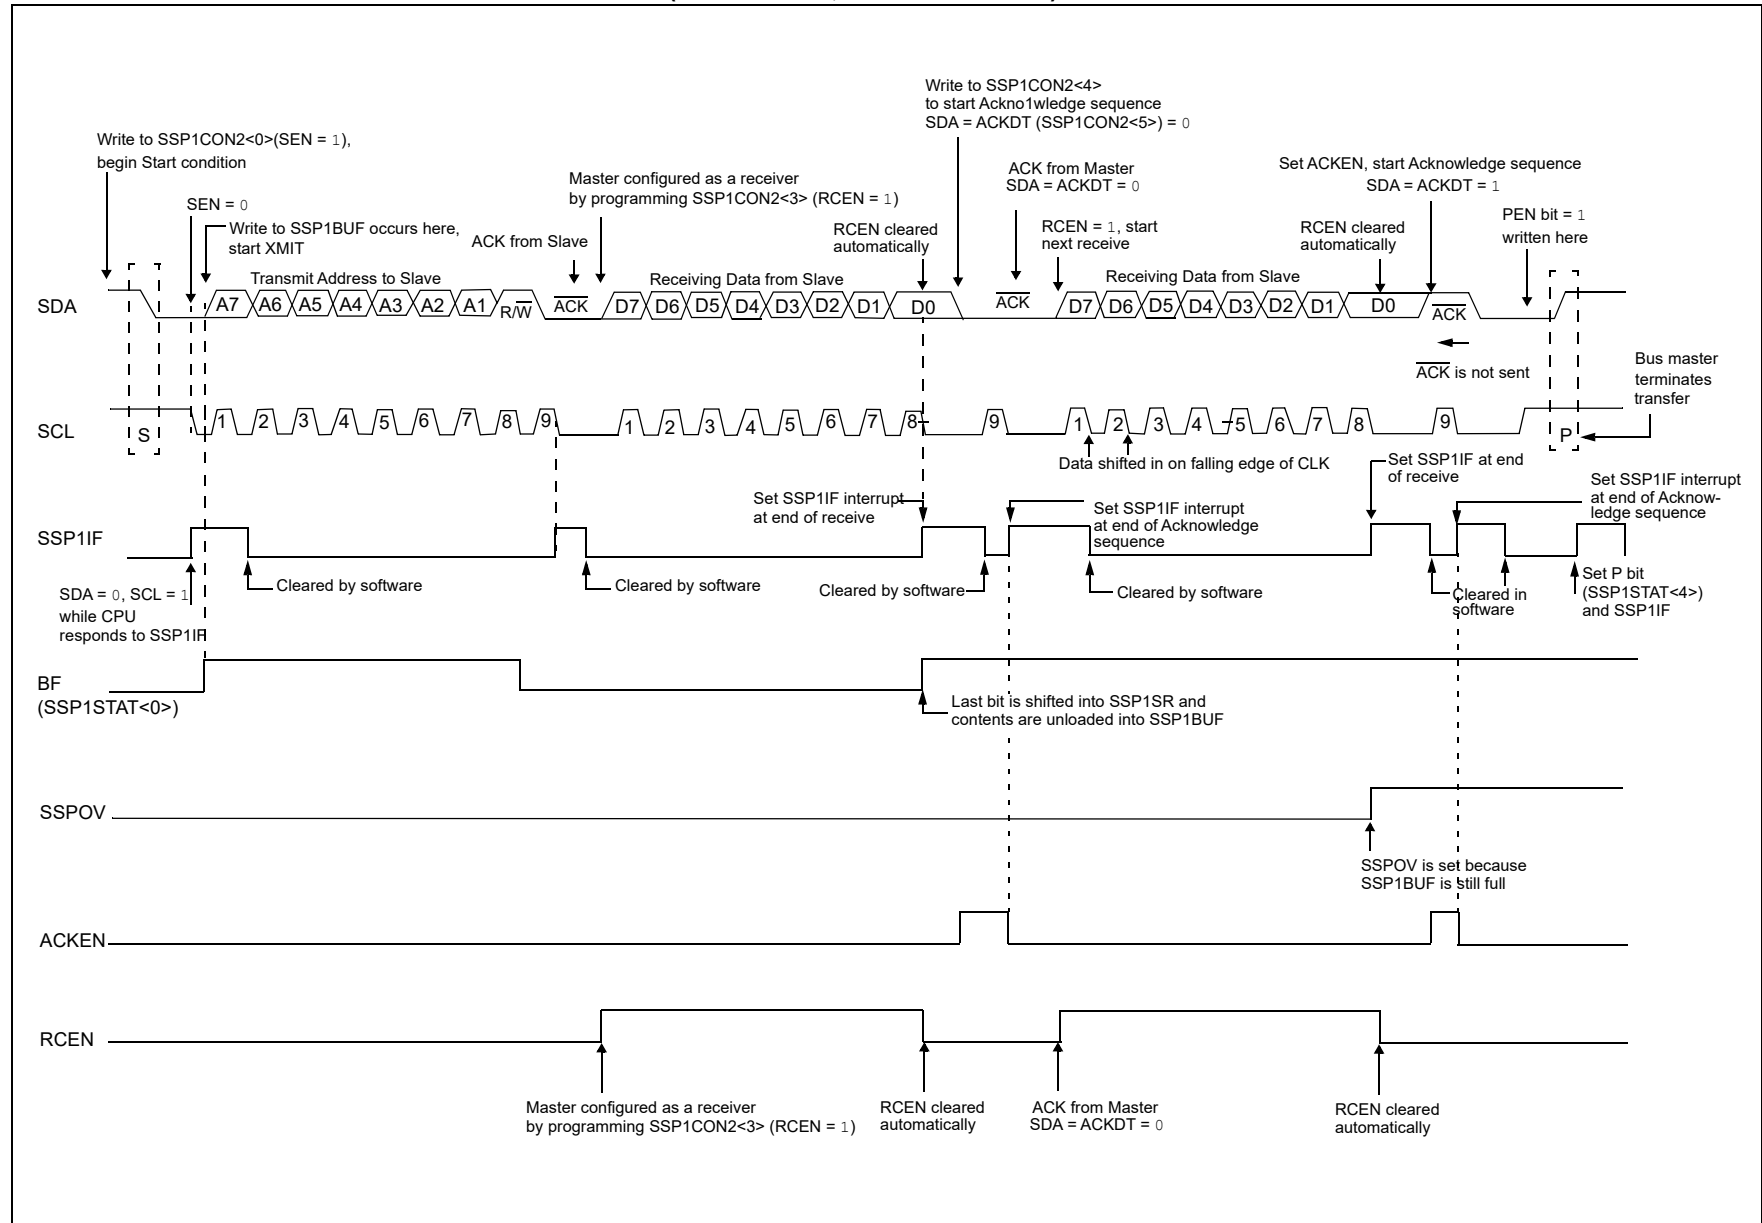 Write to SSP1CON2<4>
to start Ackno1wledge sequence
SDA = ACKDT (SSP1CON2<5>) = 0
Write to SSP1CON2<0>(SEN = 1),
begin Start condition
ACK from Master
SDA = ACKDT = 0
Set ACKEN, start Acknowledge sequence
SDA = ACKDT = 1
Master configured as a receiver
by programming SSP1CON2<3> (RCEN = 1)
SEN = 0
Write to SSP1BUF occurs here,
start XMIT
ACK from Slave
RCEN cleared
automatically
RCEN = 1, start
next receive
RCEN cleared
automatically
PEN bit = 1
written here
Transmit Address to Slave
Receiving Data from Slave
Receiving Data from Slave
SDA
A7 A6 A5 A4 A3 A2 A1 R/W ACK D7 D6 D5 D4 D3 D2 D1 D0 ACK D7 D6 D5 D4 D3 D2 D1 D0 ACK
ACK is not sent
Bus master
terminates
transfer
SCL
S 1 2 3 4 5 6 7 8 9 1 2 3 4 5 6 7 8 9 1 2 3 4 5 6 7 8 9 P
Data shifted in on falling edge of CLK
Set SSP1IF at end
of receive
Set SSP1IF interrupt
at end of receive
Set SSP1IF interrupt
at end of Acknowledge
sequence
Set SSP1IF interrupt
at end of Acknow-
ledge sequence
SSP1IF
SDA = 0, SCL = 1
while CPU
responds to SSP1IF
Cleared by software
Cleared by software
Cleared by software
Cleared by software
Cleared in
software
Set P bit
(SSP1STAT<4>)
and SSP1IF
BF
(SSP1STAT<0>)
Last bit is shifted into SSP1SR and
contents are unloaded into SSP1BUF
SSPOV
SSPOV is set because
SSP1BUF is still full
ACKEN
RCEN
Master configured as a receiver
by programming SSP1CON2<3> (RCEN = 1)
RCEN cleared
automatically
ACK from Master
SDA = ACKDT = 0
RCEN cleared
automatically